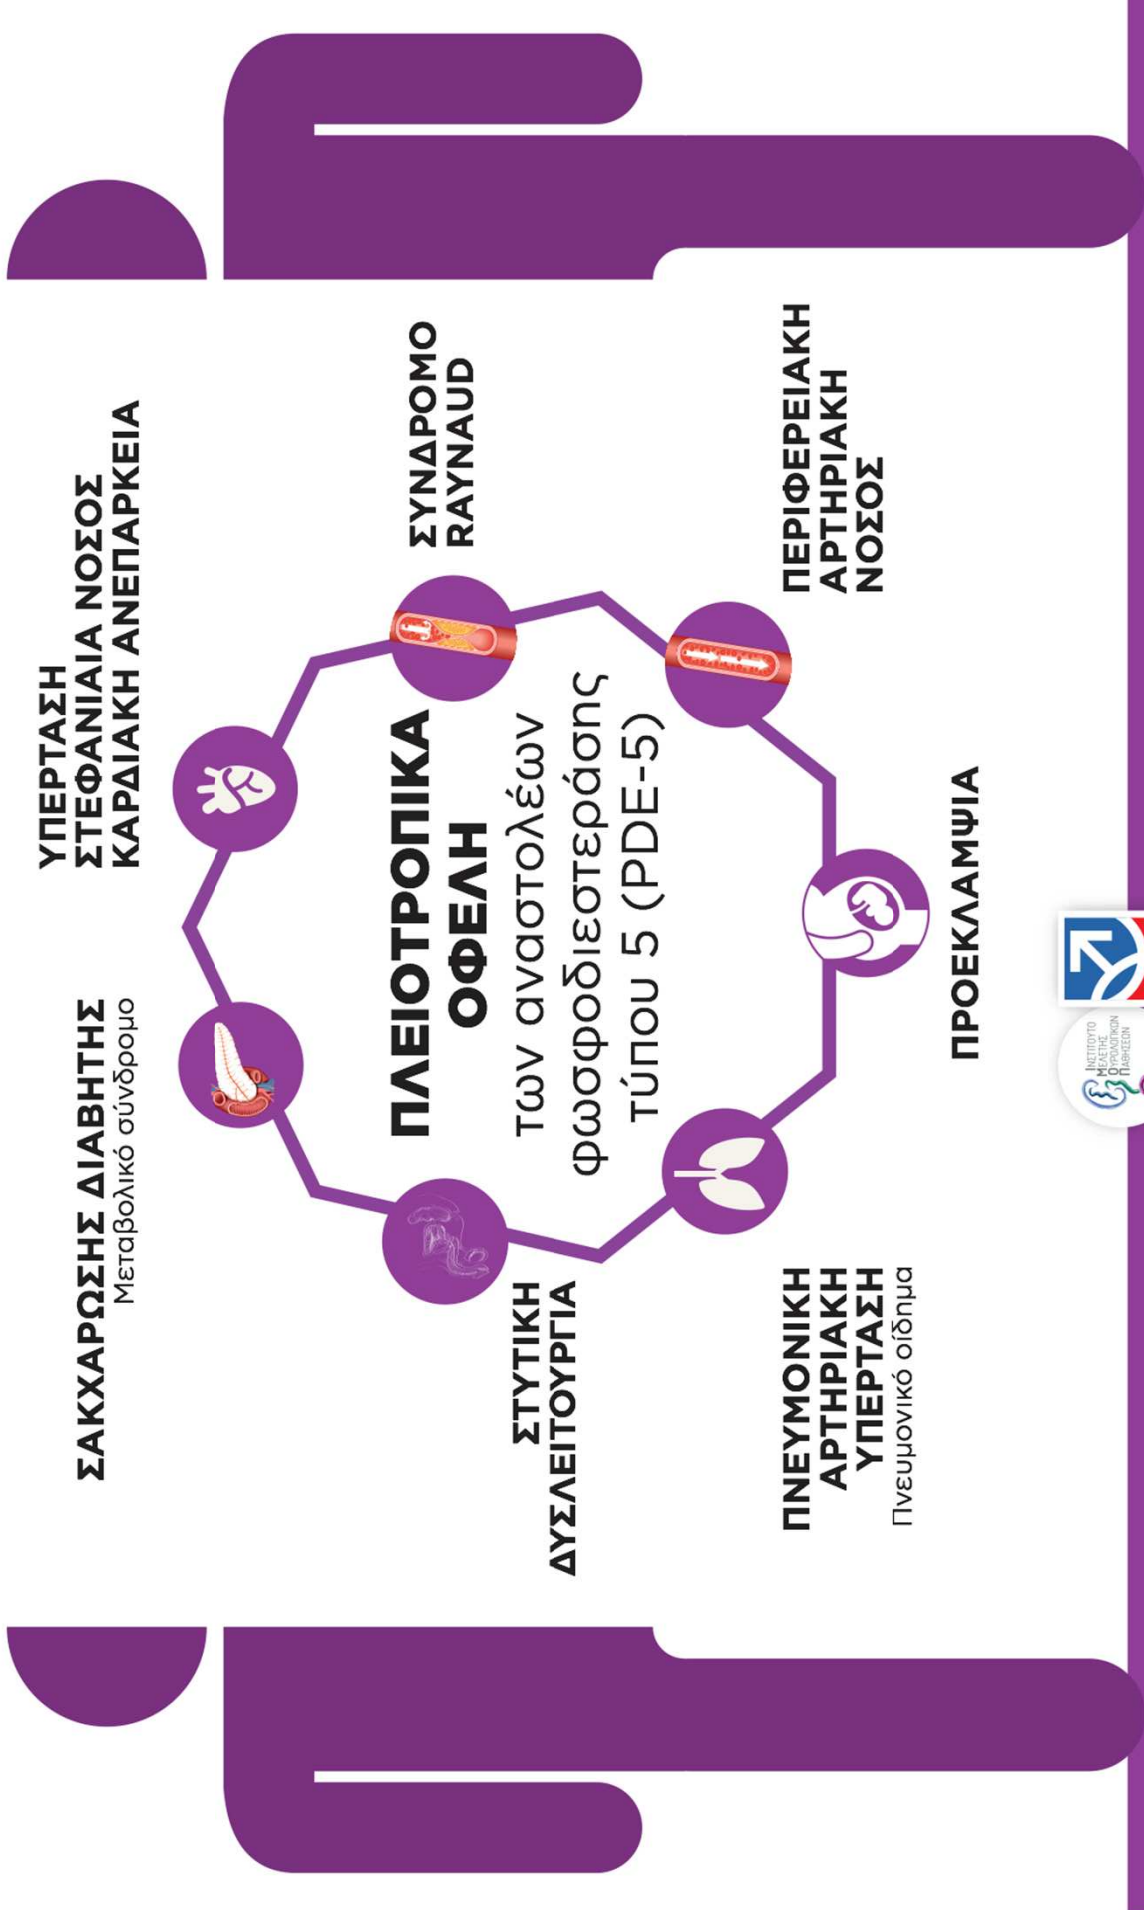 ΥΠΕΡΤΑΣΗ
ΣΤΕΦΑΝΙΑΙΑ ΝΟΣΟΣ
ΚΑΡΔΙΑΚΗ ΑΝΕΠΑΡΚΕΙΑ
ΣΑΚΧΑΡΩΣΗΣ ΔΙΑΒΗΤΗΣ
Μεταβολικό σύνδρομο
ΣΥΝΔΡΟΜΟ
RAYNAUD
ΠΛΕΙΟΤΡΟΠΙΚΑ
ΟΦΕΛΗ
των αναστολέων
φωσφοδιεστεράσης
τύπου 5 (PDE-5)
ΣΤΥΤΙΚΗ
ΔΥΣΛΕΙΤΟΥΡΓΙΑ
ΠΕΡΙΦΕΡΕΙΑΚΗ
ΑΡΤΗΡΙΑΚΗ
ΝΟΣΟΣ
ΠΝΕΥΜΟΝΙΚΗ
ΑΡΤΗΡΙΑΚΗ
ΥΠΕΡΤΑΣΗ
Πνευμονικό οίδημα
ΠΡΟΕΚΛΑΜΨΙΑ
ΙΝΣΤΙΤΟΥΤΟ
ΜΕΛΕΤΗΣ
ΟΥΡΟΛΟΓΙΚΩΝ
ΠΑΘΗΣΕΩΝ